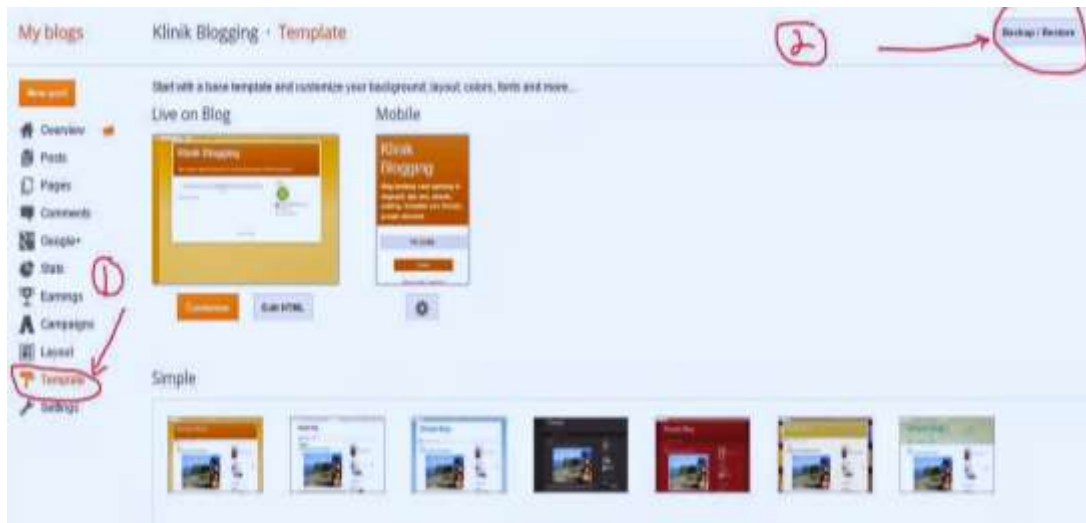 My blogs
Klinik Blogging › Template
2
Backup / Restore
New post
Start with a base template and customize your background, layout, colors, fonts and more...
Live on Blog
Mobile
Overview
Posts
Pages
Comments
Google+
Stats
Earnings
Campaigns
Layout
Template
Settings
1
Klinik Blogging
Klinik
Blogging
Customize
Edit HTML
Simple